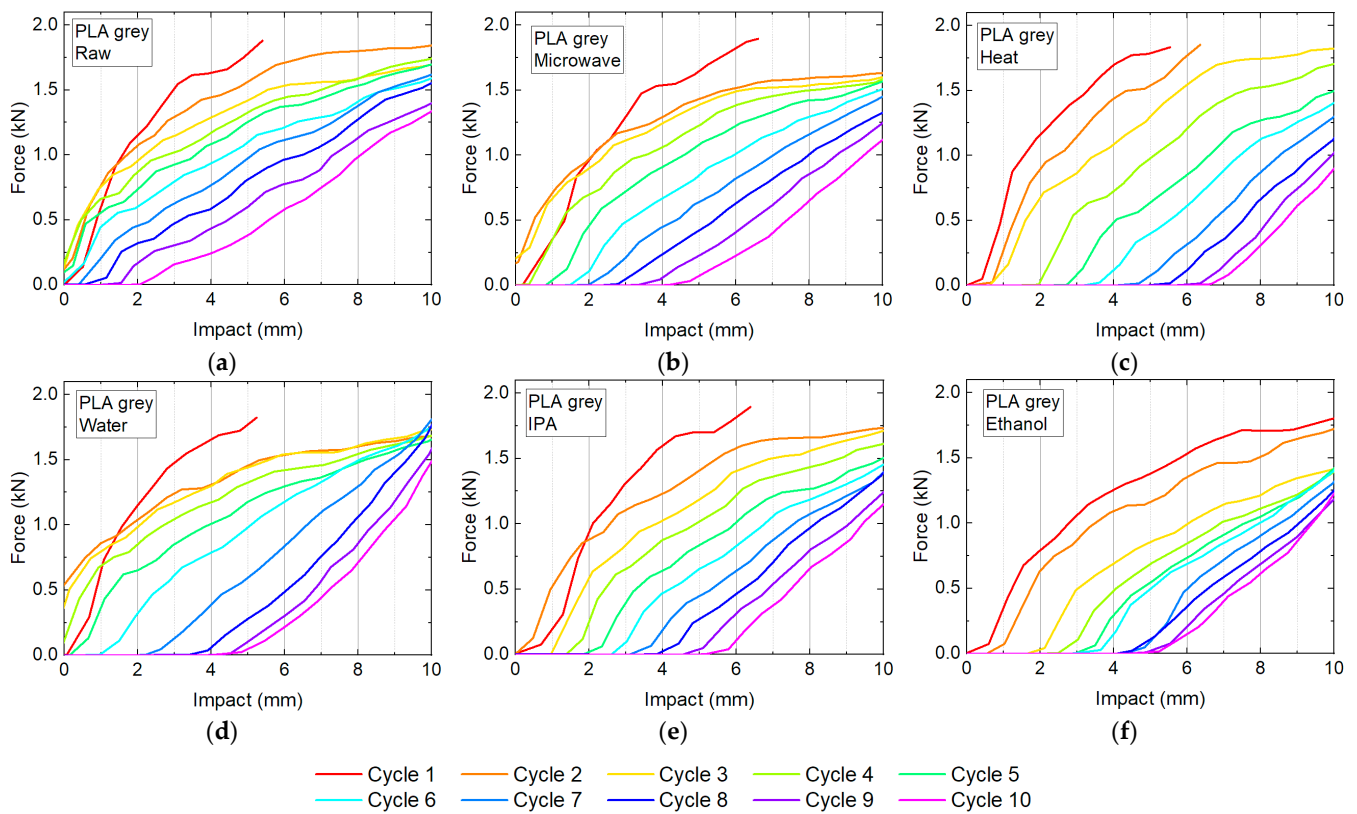 PLA grey
Raw
Force (kN)
2.0
1.5
1.0
0.5
0.0
0 2 4 6 8 10
Impact (mm)
(a)
PLA grey
Microwave
Force (kN)
2.0
1.5
1.0
0.5
0.0
0 2 4 6 8 10
Impact (mm)
(b)
PLA grey
Heat
Force (kN)
2.0
1.5
1.0
0.5
0.0
0 2 4 6 8 10
Impact (mm)
(c)
PLA grey
Water
Force (kN)
2.0
1.5
1.0
0.5
0.0
0 2 4 6 8 10
Impact (mm)
(d)
PLA grey
IPA
Force (kN)
2.0
1.5
1.0
0.5
0.0
0 2 4 6 8 10
Impact (mm)
(e)
PLA grey
Ethanol
Force (kN)
2.0
1.5
1.0
0.5
0.0
0 2 4 6 8 10
Impact (mm)
(f)
Cycle 1 Cycle 2 Cycle 3 Cycle 4 Cycle 5
Cycle 6 Cycle 7 Cycle 8 Cycle 9 Cycle 10